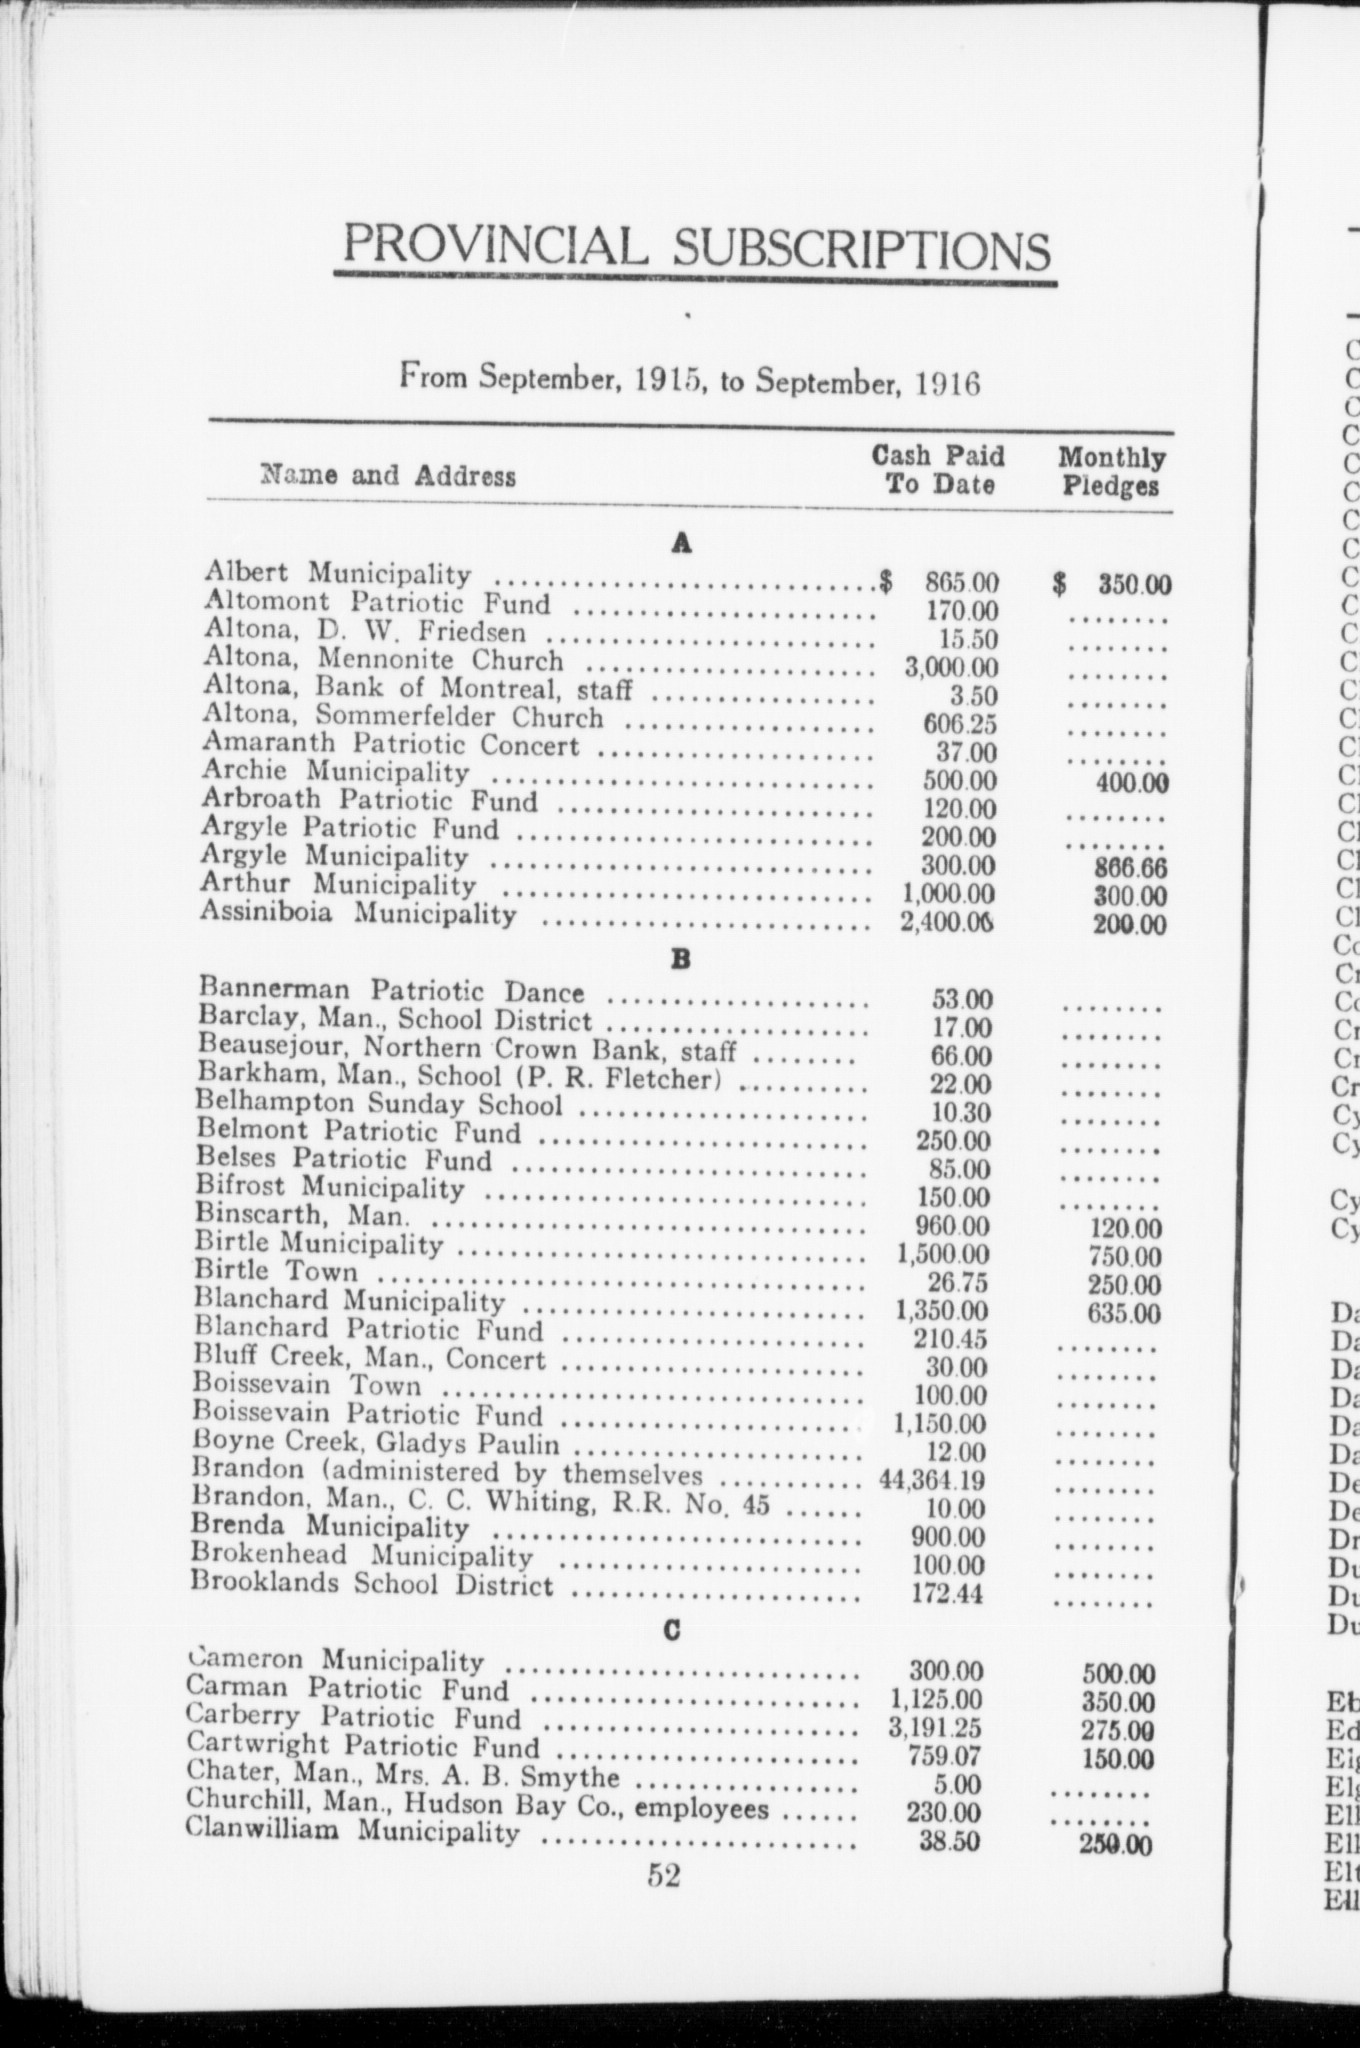 PROVINCIAL SUBSCRIPTIONS
From September, 1915, to September, 1916
Name and Address Cash Paid To Date Monthly Pledges
A
Albert Municipality ............................$ 865.00 $ 350.00
Altomont Patriotic Fund ....................... 170.00 ........
Altona, D. W. Friedsen ......................... 15.50 ........
Altona, Mennonite Church ...................... 3,000.00 ........
Altona, Bank of Montreal, staff ................. 3.50 ........
Altona, Sommerfelder Church ................... 606.25 ........
Amaranth Patriotic Concert ..................... 37.00 ........
Archie Municipality ............................. 500.00 400.00
Arbroath Patriotic Fund ........................ 120.00 ........
Argyle Patriotic Fund ........................... 200.00 ........
Argyle Municipality ............................. 300.00 866.66
Arthur Municipality ............................ 1,000.00 300.00
Assiniboia Municipality ......................... 2,400.00 200.00
B
Bannerman Patriotic Dance .................... 53.00 ........
Barclay, Man., School District .................... 17.00 ........
Beausejour, Northern Crown Bank, staff ........ 66.00 ........
Barkham, Man., School (P. R. Fletcher) .......... 22.00 ........
Belhampton Sunday School ...................... 10.30 ........
Belmont Patriotic Fund ......................... 250.00 ........
Belses Patriotic Fund ........................... 85.00 ........
Bifrost Municipality ............................. 150.00 ........
Binscarth, Man. ................................. 960.00 120.00
Birtle Municipality ............................... 1,500.00 750.00
Birtle Town ..................................... 26.75 250.00
Blanchard Municipality .......................... 1,350.00 635.00
Blanchard Patriotic Fund ....................... 210.45 ........
Bluff Creek, Man., Concert ....................... 30.00 ........
Boissevain Town ................................ 100.00 ........
Boissevain Patriotic Fund ....................... 1,150.00 ........
Boyne Creek, Gladys Paulin ...................... 12.00 ........
Brandon (administered by themselves ........... 44,364.19 ........
Brandon, Man., C. C. Whiting, R.R. No. 45 ...... 10.00 ........
Brenda Municipality ............................ 900.00 ........
Brokenhead Municipality ....................... 100.00 ........
Brooklands School District ...................... 172.44 ........
C
Cameron Municipality ........................... 300.00 500.00
Carman Patriotic Fund ......................... 1,125.00 350.00
Carberry Patriotic Fund ........................ 3,191.25 275.00
Cartwright Patriotic Fund ....................... 759.07 150.00
Chater, Man., Mrs. A. B. Smythe ................. 5.00 ........
Churchill, Man., Hudson Bay Co., employees ...... 230.00 ........
Clanwilliam Municipality ........................ 38.50 250.00
52